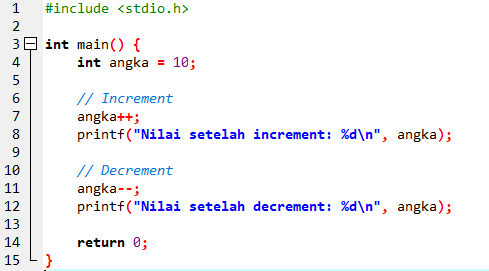 1 #include <stdio.h>
2
3 int main() {
4     int angka = 10;
5
6     // Increment
7     angka++;
8     printf("Nilai setelah increment: %d\n", angka);
9
10     // Decrement
11     angka--;
12     printf("Nilai setelah decrement: %d\n", angka);
13
14     return 0;
15 }